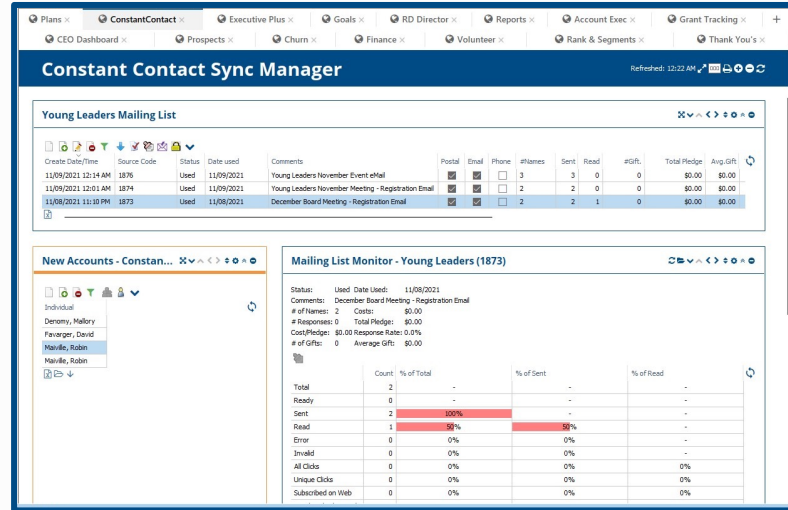 Plans × ConstantContact × Executive Plus × Goals × RD Director × Reports × Account Exec × Grant Tracking × +
CEO Dashboard × Prospects × Churn × Finance × Volunteer × Rank & Segments × Thank You's ×
Constant Contact Sync Manager
Refreshed: 12:22 AM
Young Leaders Mailing List
Create Date/Time Source Code Status Date used Comments Postal Email Phone #Names Sent Read #Gift. Total Pledge Avg.Gift
11/09/2021 12:14 AM 1876 Used 11/09/2021 Young Leaders November Event eMail 3 3 0 0 $0.00 $0.00
11/09/2021 12:01 AM 1874 Used 11/09/2021 Young Leaders November Meeting - Registration Email 2 2 0 0 $0.00 $0.00
11/08/2021 11:10 PM 1873 Used 11/08/2021 December Board Meeting - Registration Email 2 2 1 0 $0.00 $0.00
New Accounts - Constan...
Individual
Denomy, Mallory
Favarger, David
Maiville, Robin
Maiville, Robin
Mailing List Monitor - Young Leaders (1873)
Status: Used Date Used: 11/08/2021
Comments: December Board Meeting - Registration Email
# of Names: 2 Costs: $0.00
# Responses: 0 Total Pledge: $0.00
Cost/Pledge: $0.00 Response Rate: 0.0%
# of Gifts: 0 Average Gift: $0.00
Count % of Total % of Sent % of Read
Total 2 - - -
Ready 0 - - -
Sent 2 100% - -
Read 1 50% 50% -
Error 0 0% 0% -
Invalid 0 0% 0% -
All Clicks 0 0% 0% 0%
Unique Clicks 0 0% 0% 0%
Subscribed on Web 0 0% 0% 0%